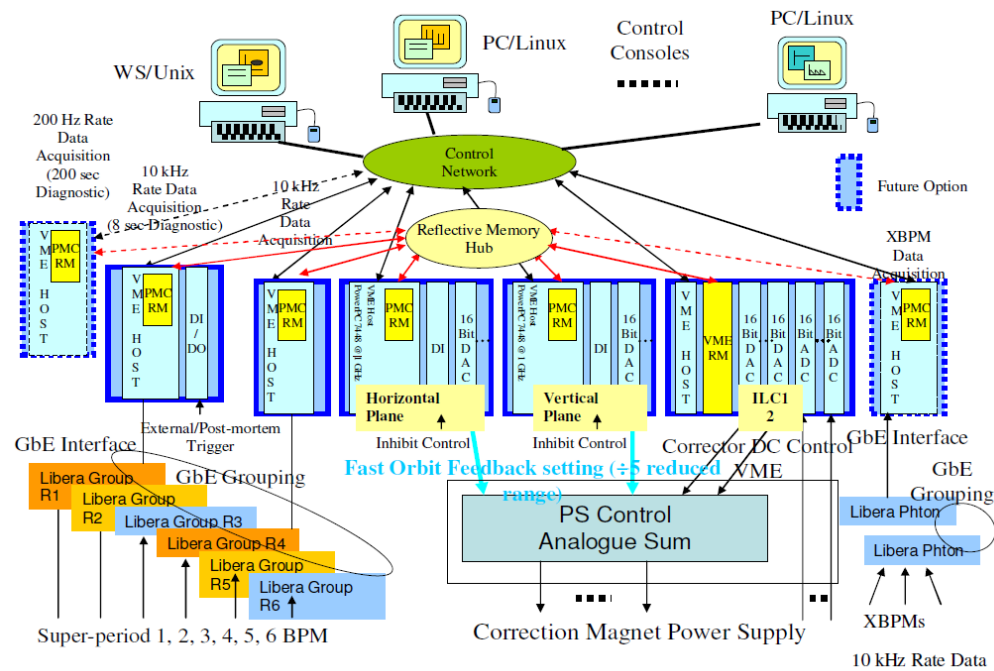 WS/Unix
PC/Linux
Control
Consoles
PC/Linux
200 Hz Rate
Data
Acquisition
(200 sec
Diagnostic)
10 kHz
Rate Data
Acquisition
(8 sec Diagnostic)
10 kHz
Rate
Data
Acquisition
Control
Network
Future Option
Reflective Memory
Hub
XBPM
Data
Acquisition
VME HOST
PMC
RM
VME HOST
PMC
RM
DI
/
DO
VME HOST
PMC
RM
VME Host
PowerPC 7448 @ 1 GHz
PMC
RM
DI
16
Bit
DAC
VME Host
PowerPC 7448 @ 1 GHz
PMC
RM
DI
16
Bit
DAC
VME HOST
VME
RM
16
Bit
DAC
16
Bit
DAC
16
Bit
ADC
16
Bit
ADC
VME HOST
PMC
RM
Horizontal
Plane
Vertical
Plane
ILC1
2
External/Post-mortem
Trigger
Inhibit Control
Inhibit Control
Corrector DC Control
VME
GbE Interface
GbE Interface
GbE Grouping
GbE
Grouping
Fast Orbit Feedback setting (÷5 reduced
range)
Libera Group
R1
Libera Group
R2
Libera Group R3
Libera Group R4
Libera Group
R5
Libera Group
R6
PS Control
Analogue Sum
Libera Phton
Libera Phton
Super-period 1, 2, 3, 4, 5, 6 BPM
Correction Magnet Power Supply
XBPMs
10 kHz Rate Data